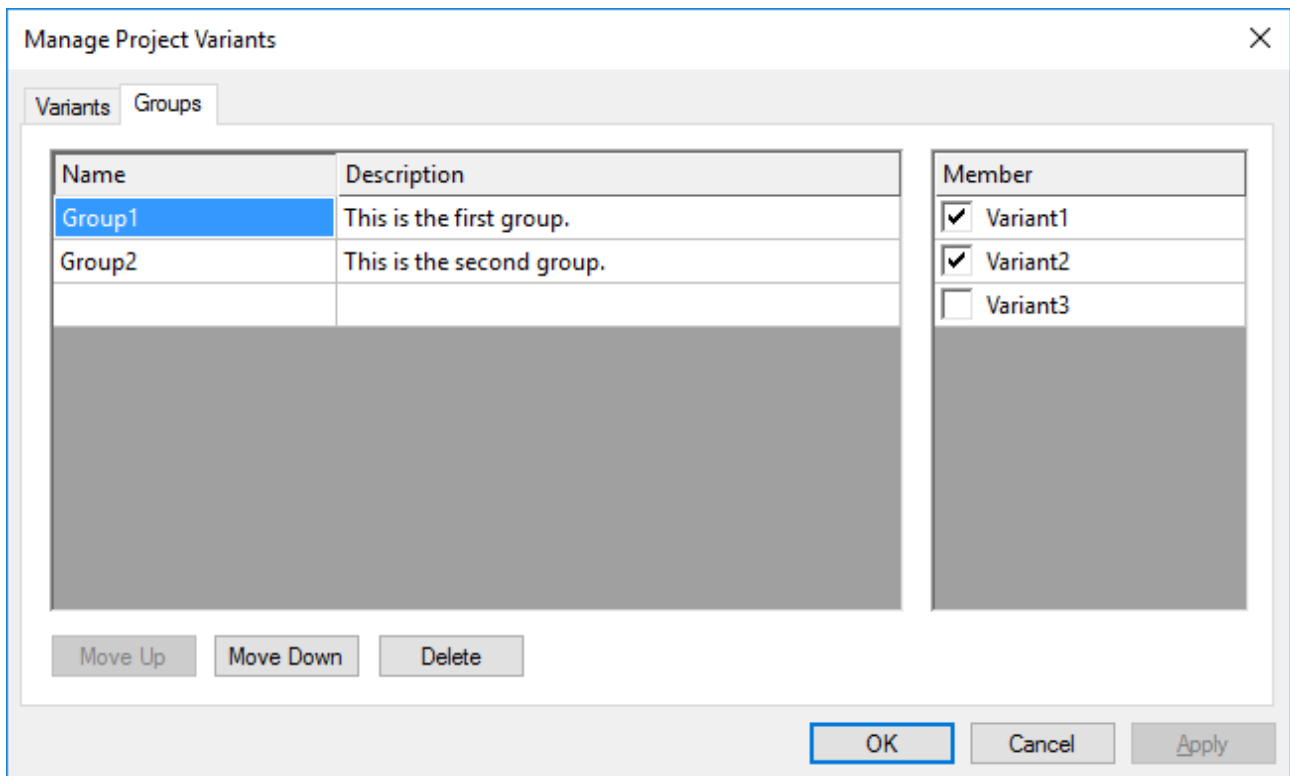 Manage Project Variants
Variants Groups
Name Description Member
Group1 This is the first group. Variant1
Group2 This is the second group. Variant2
Variant3
Move Up Move Down Delete
OK Cancel Apply